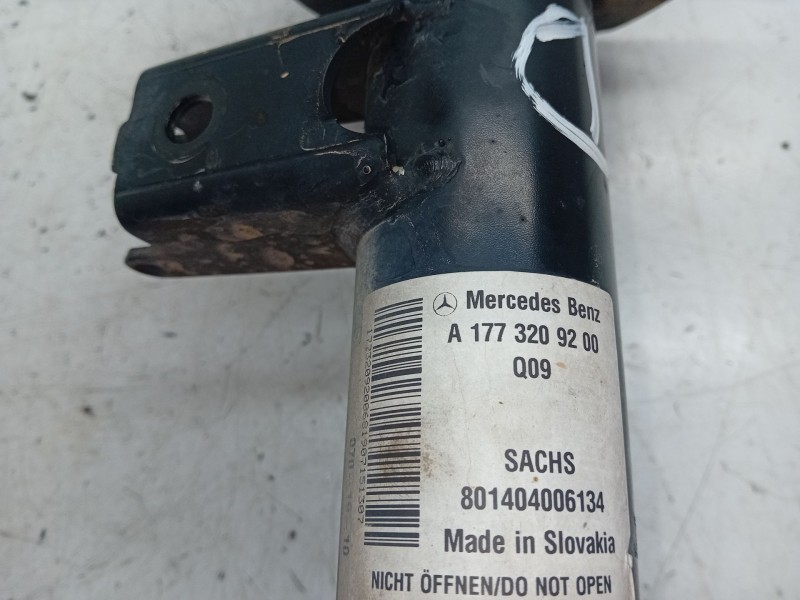 Mercedes Benz
A 177 320 92 00
Q09
SACHS
801404006134
Made in Slovakia
NICHT ÖFFNEN/DO NOT OPEN